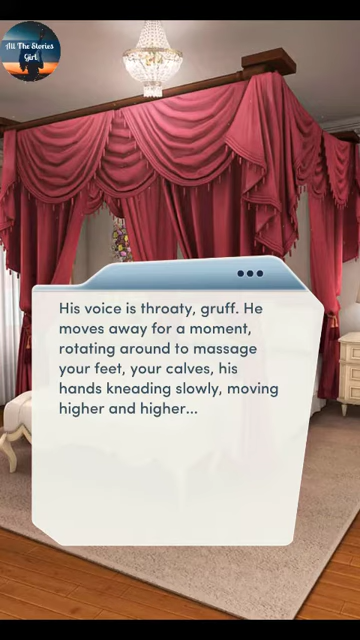 All The Stories
Girl
His voice is throaty, gruff. He
moves away for a moment,
rotating around to massage
your feet, your calves, his
hands kneading slowly, moving
higher and higher...